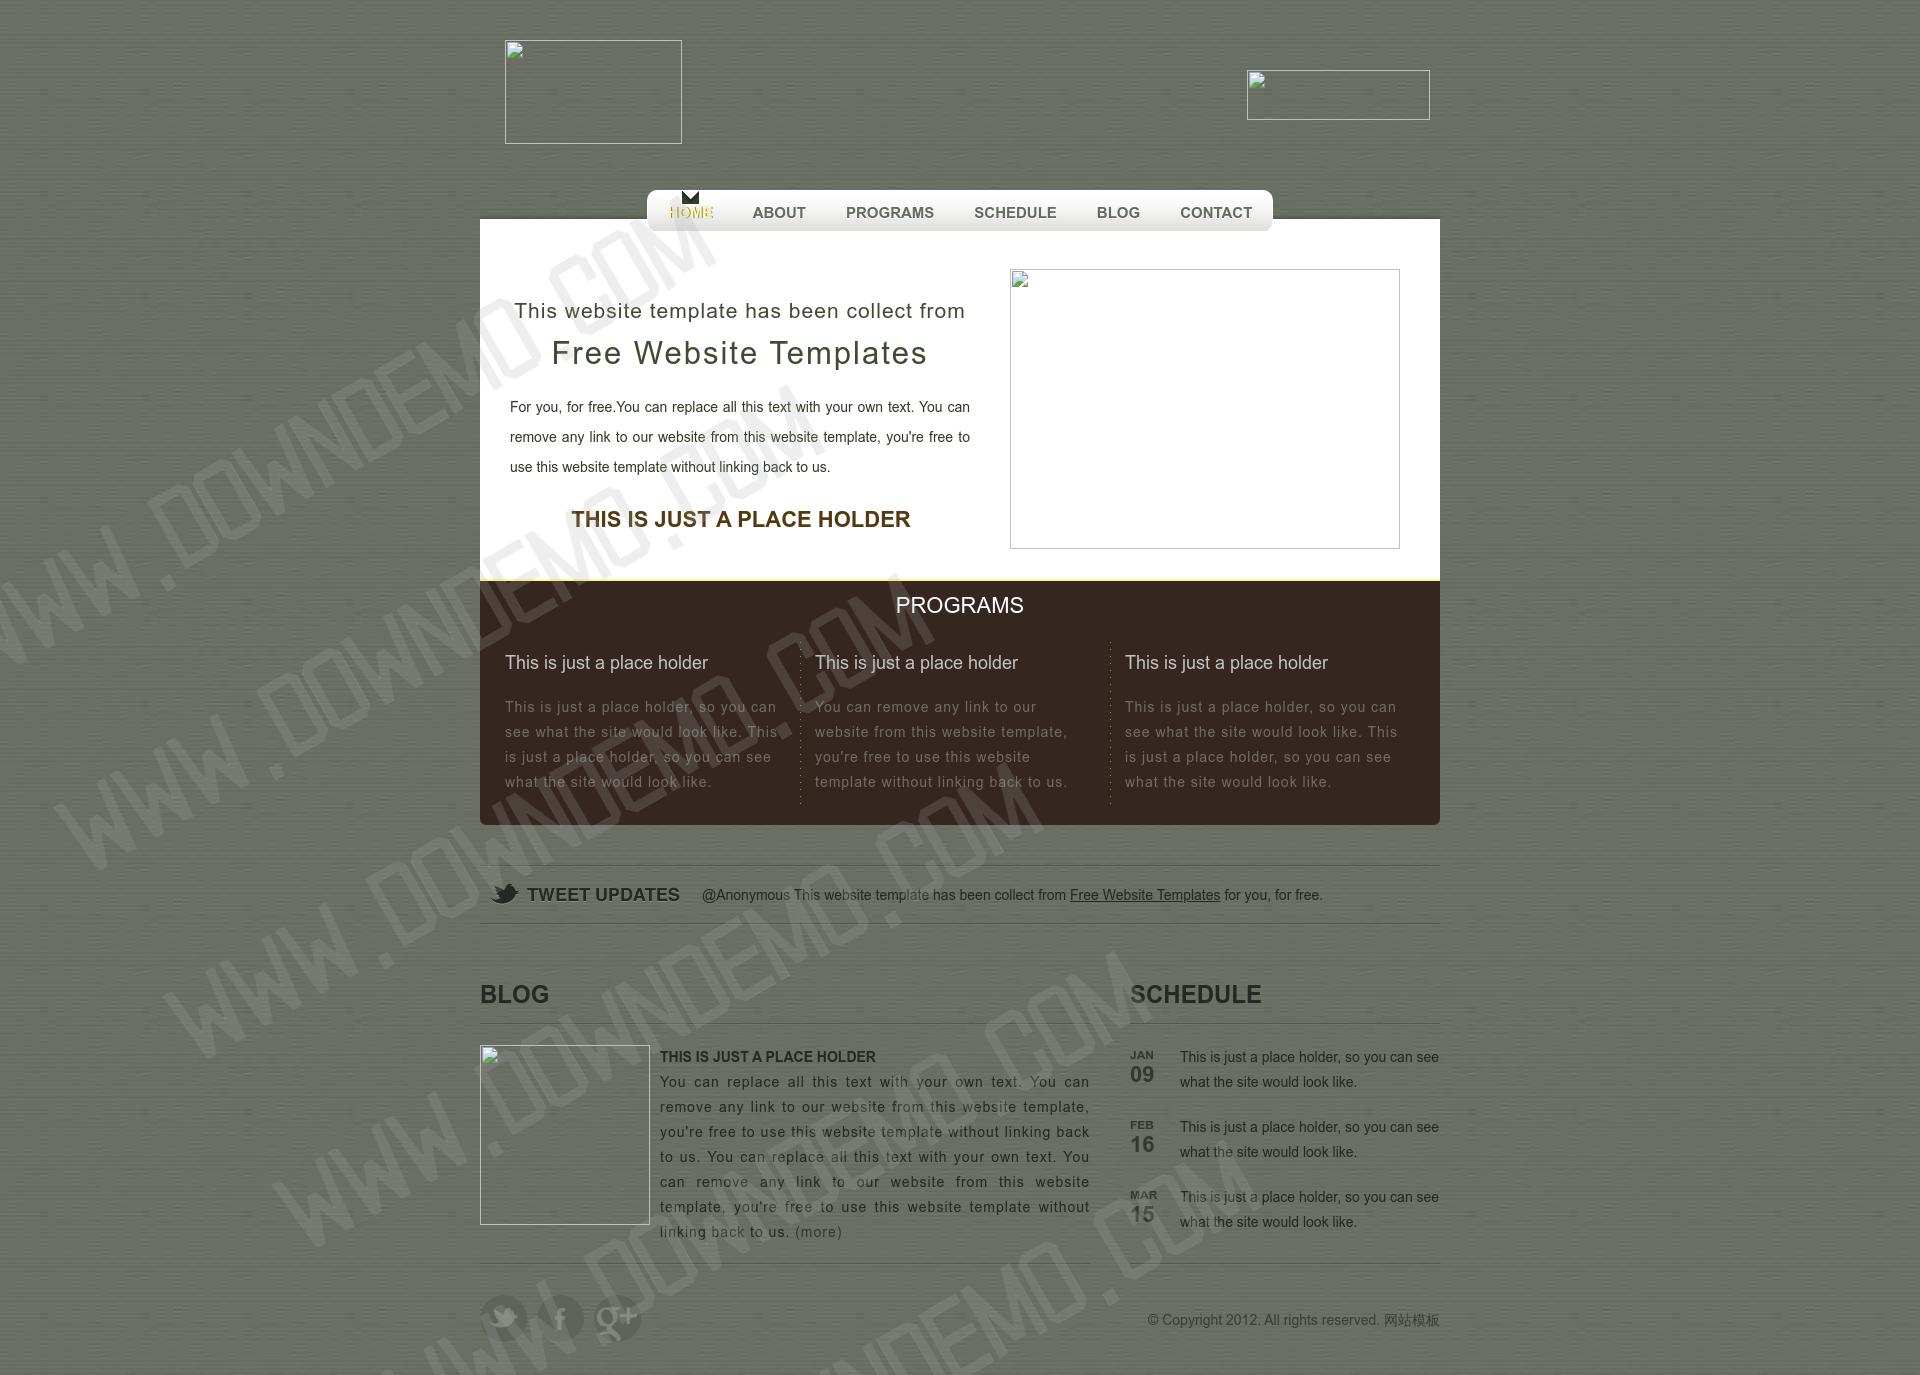 HOME ABOUT PROGRAMS SCHEDULE BLOG CONTACT
This website template has been collect from
Free Website Templates
For you, for free.You can replace all this text with your own text. You can
remove any link to our website from this website template, you're free to
use this website template without linking back to us.
THIS IS JUST A PLACE HOLDER
PROGRAMS
This is just a place holder
This is just a place holder, so you can
see what the site would look like. This
is just a place holder, so you can see
what the site would look like.
This is just a place holder
You can remove any link to our
website from this website template,
you're free to use this website
template without linking back to us.
This is just a place holder
This is just a place holder, so you can
see what the site would look like. This
is just a place holder, so you can see
what the site would look like.
TWEET UPDATES @Anonymous This website template has been collect from Free Website Templates for you, for free.
BLOG
THIS IS JUST A PLACE HOLDER
You can replace all this text with your own text. You can
remove any link to our website from this website template,
you're free to use this website template without linking back
to us. You can replace all this text with your own text. You
can remove any link to our website from this website
template, you're free to use this website template without
linking back to us. (more)
SCHEDULE
JAN
09
This is just a place holder, so you can see
what the site would look like.
FEB
16
This is just a place holder, so you can see
what the site would look like.
MAR
15
This is just a place holder, so you can see
what the site would look like.
f
g+
© Copyright 2012. All rights reserved. 网站模板
WWW.DOWNDEMO.COM
WWW.DOWNDEMO.COM
WWW.DOWNDEMO.COM
WWW.DOWNDEMO.COM
WWW.DOWNDEMO.COM
WNDEMO.COM